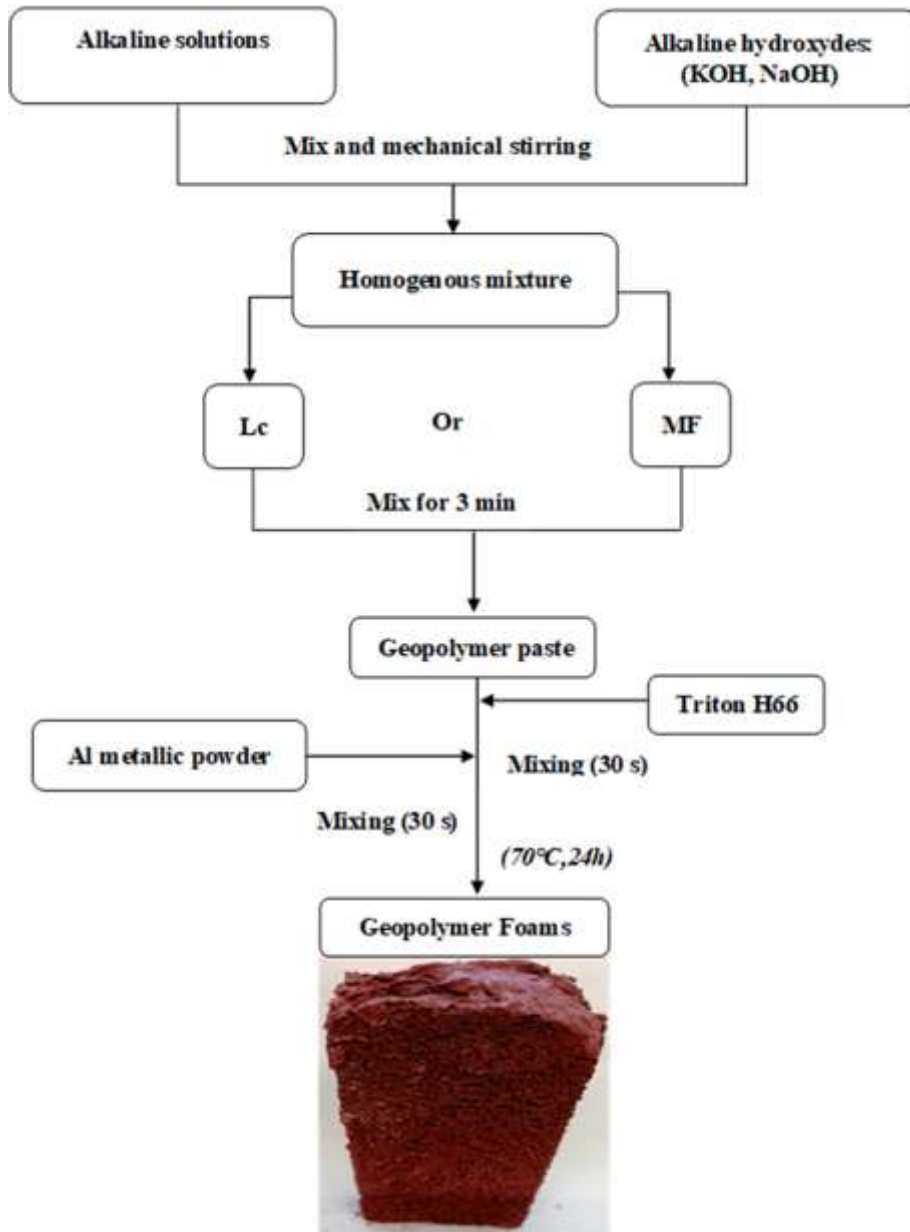 Alkaline solutions
Alkaline hydroxydes:
(KOH, NaOH)
Mix and mechanical stirring
Homogenous mixture
Lc
Or
MF
Mix for 3 min
Geopolymer paste
Triton H66
Al metallic powder
Mixing (30 s)
Mixing (30 s)
(70°C,24h)
Geopolymer Foams